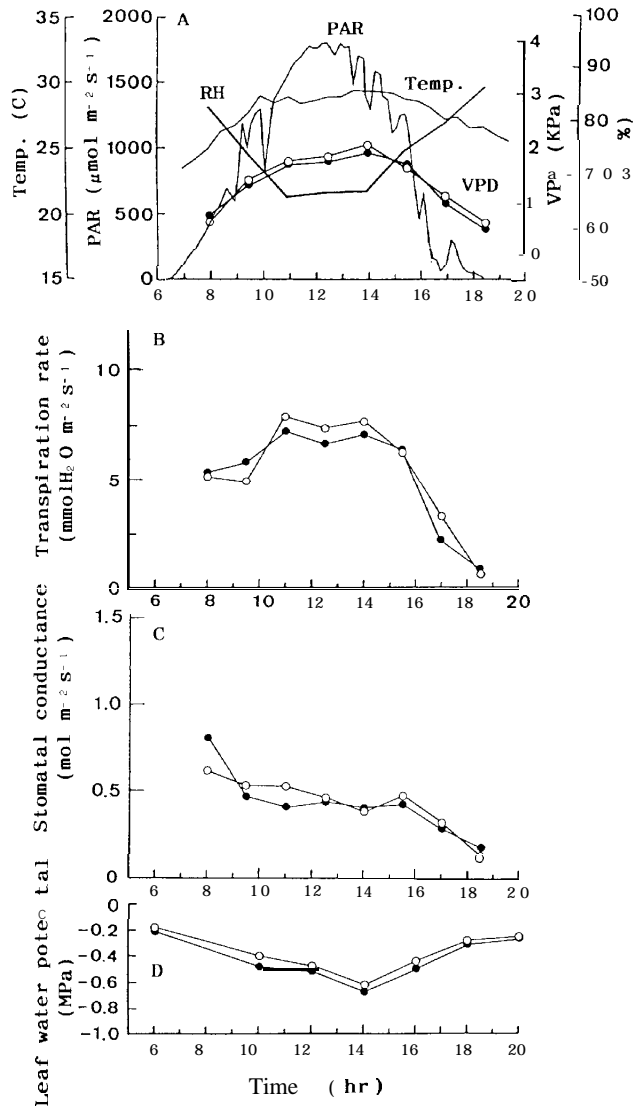 A
PAR
RH
Temp.
VPD
Temp. (C)
35
30
25
20
15
PAR (μmol m⁻² s⁻¹)
2000
1500
1000
500
0
4
3
2
1
0
VPa (KPa)
100
90
80
-703
-60
-50
%)
6 8 10 12 14 16 18 20
B
Transpiration rate
(mmolH₂O m⁻² s⁻¹)
10
5
0
6 8 10 12 14 16 18 20
C
Stomatal conductance
(mol m⁻² s⁻¹)
1.5
1.0
0.5
0
6 8 10 12 14 16 18 20
D
Leaf water potec tal
(MPa)
0
-0.2
-0.4
-0.6
-0.8
-1.0
6 8 10 12 14 16 18 20
Time (hr)